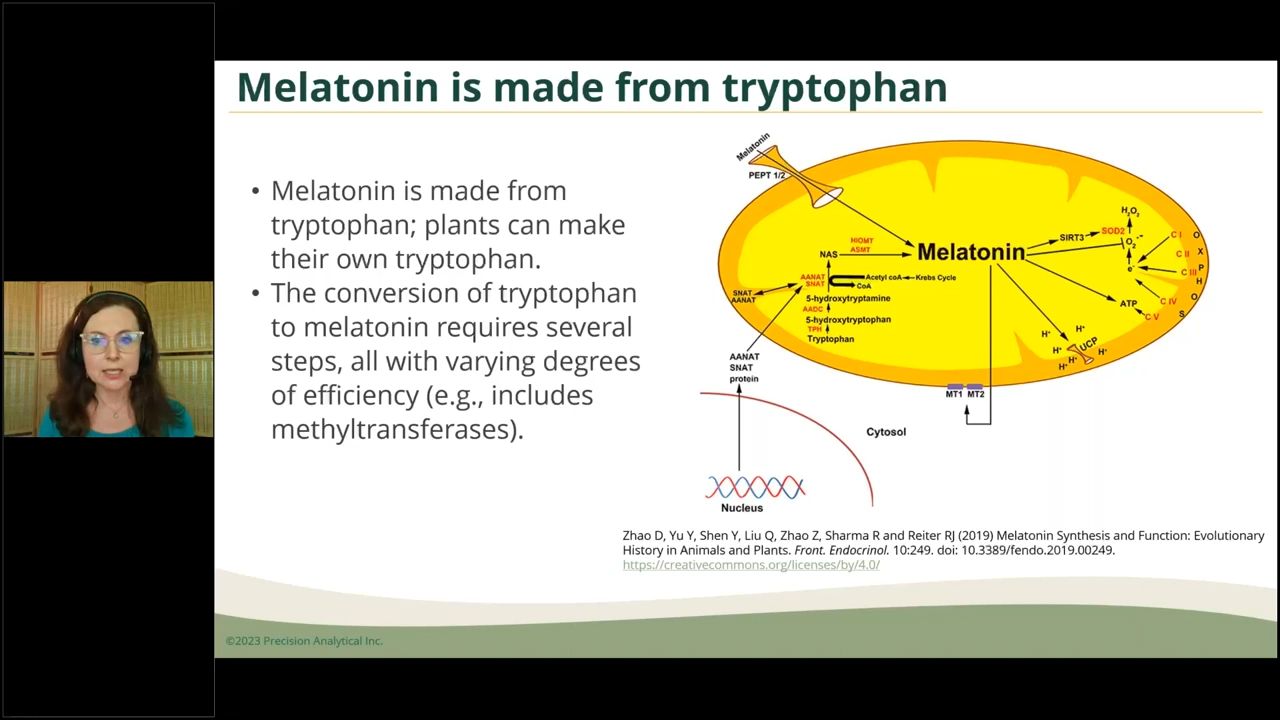 Melatonin is made from tryptophan
• Melatonin is made from
tryptophan; plants can make
their own tryptophan.
• The conversion of tryptophan
to melatonin requires several
steps, all with varying degrees
of efficiency (e.g., includes
methyltransferases).
Melatonin
PEPT 1/2
NAS
HIOMT
ASMT
Melatonin
SIRT3
SOD2
H2O2
O2•-
e-
C I
C II
C III
C IV
C V
OXPHOS
AANAT
SNAT
Acetyl coA
Krebs Cycle
CoA
SNAT
AANAT
5-hydroxytryptamine
AADC
5-hydroxytryptophan
TPH
Tryptophan
ATP
H+
H+
H+
H+
H+
H+
UCP
AANAT
SNAT
protein
MT1
MT2
Cytosol
Nucleus
Zhao D, Yu Y, Shen Y, Liu Q, Zhao Z, Sharma R and Reiter RJ (2019) Melatonin Synthesis and Function: Evolutionary
History in Animals and Plants. Front. Endocrinol. 10:249. doi: 10.3389/fendo.2019.00249.
https://creativecommons.org/licenses/by/4.0/
©2023 Precision Analytical Inc.